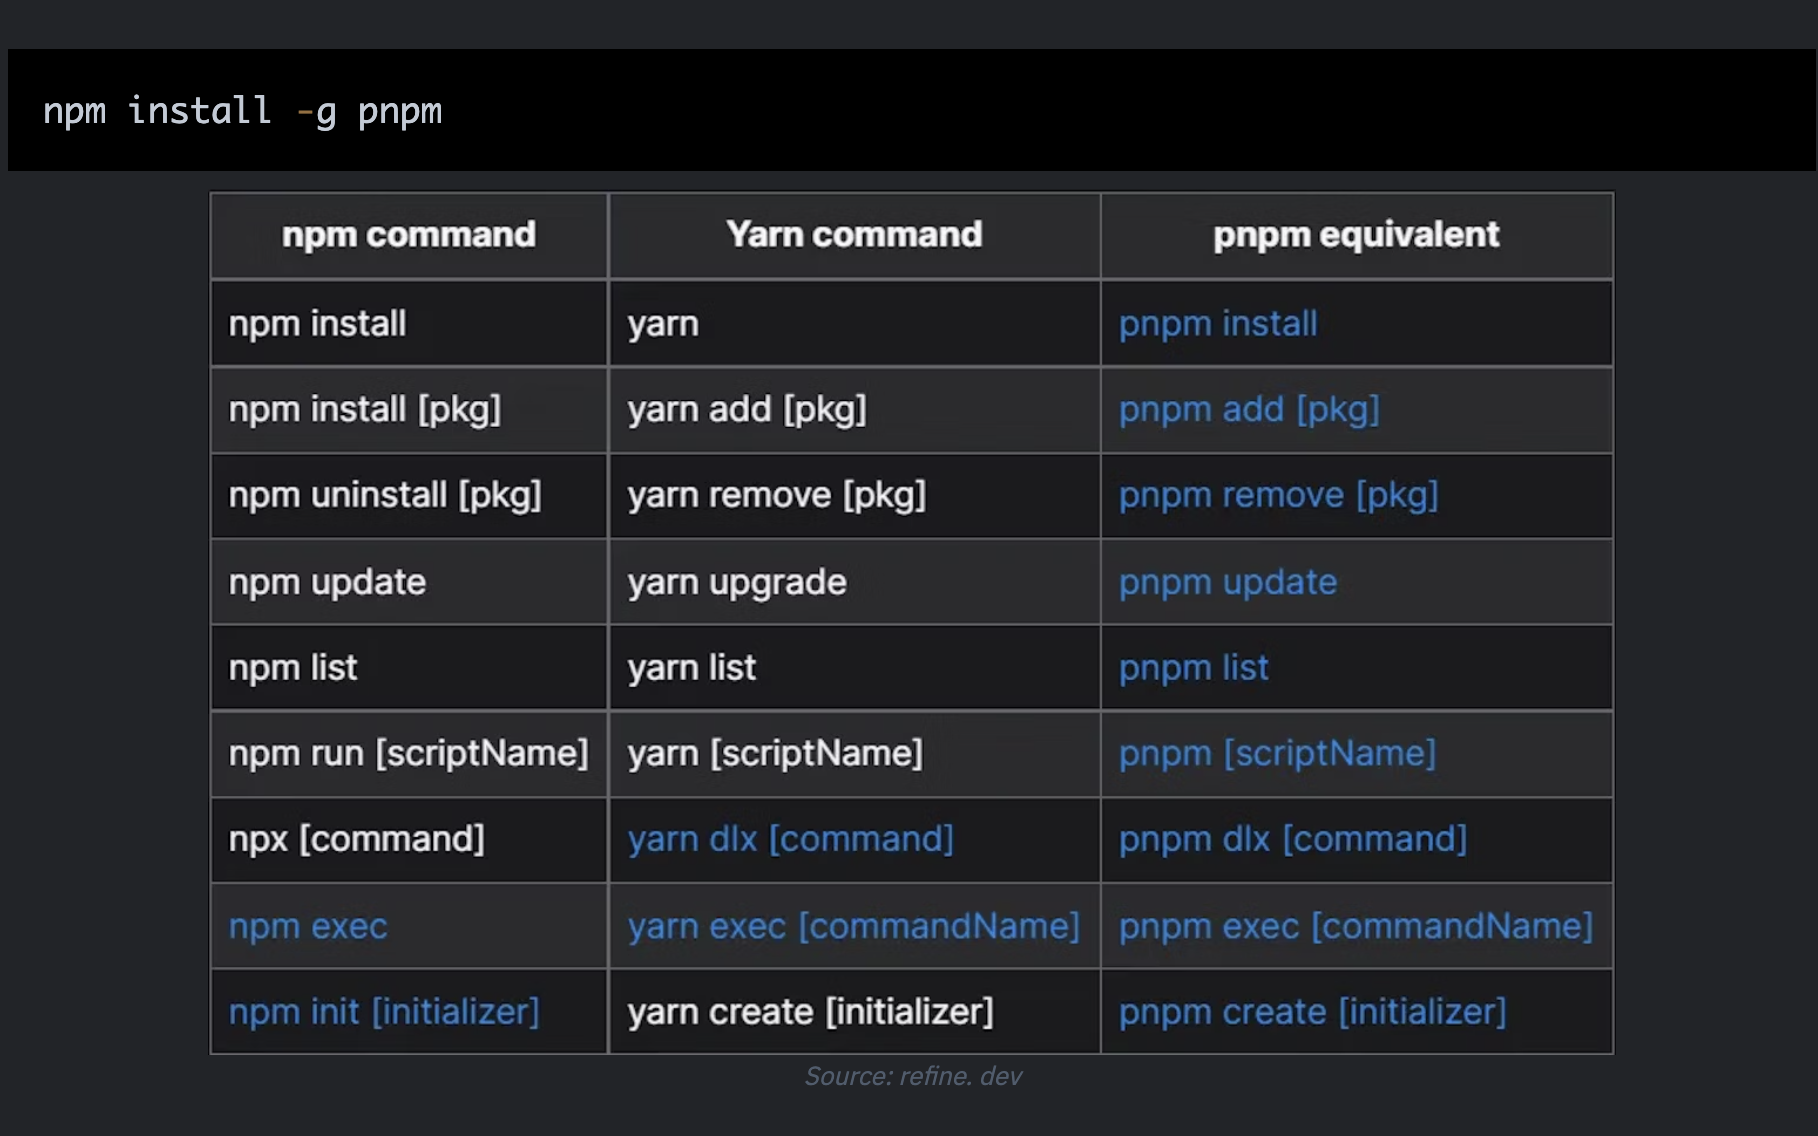 npm install -g pnpm
npm command Yarn command pnpm equivalent
npm install yarn pnpm install
npm install [pkg] yarn add [pkg] pnpm add [pkg]
npm uninstall [pkg] yarn remove [pkg] pnpm remove [pkg]
npm update yarn upgrade pnpm update
npm list yarn list pnpm list
npm run [scriptName] yarn [scriptName] pnpm [scriptName]
npx [command] yarn dlx [command] pnpm dlx [command]
npm exec yarn exec [commandName] pnpm exec [commandName]
npm init [initializer] yarn create [initializer] pnpm create [initializer]
Source: refine. dev